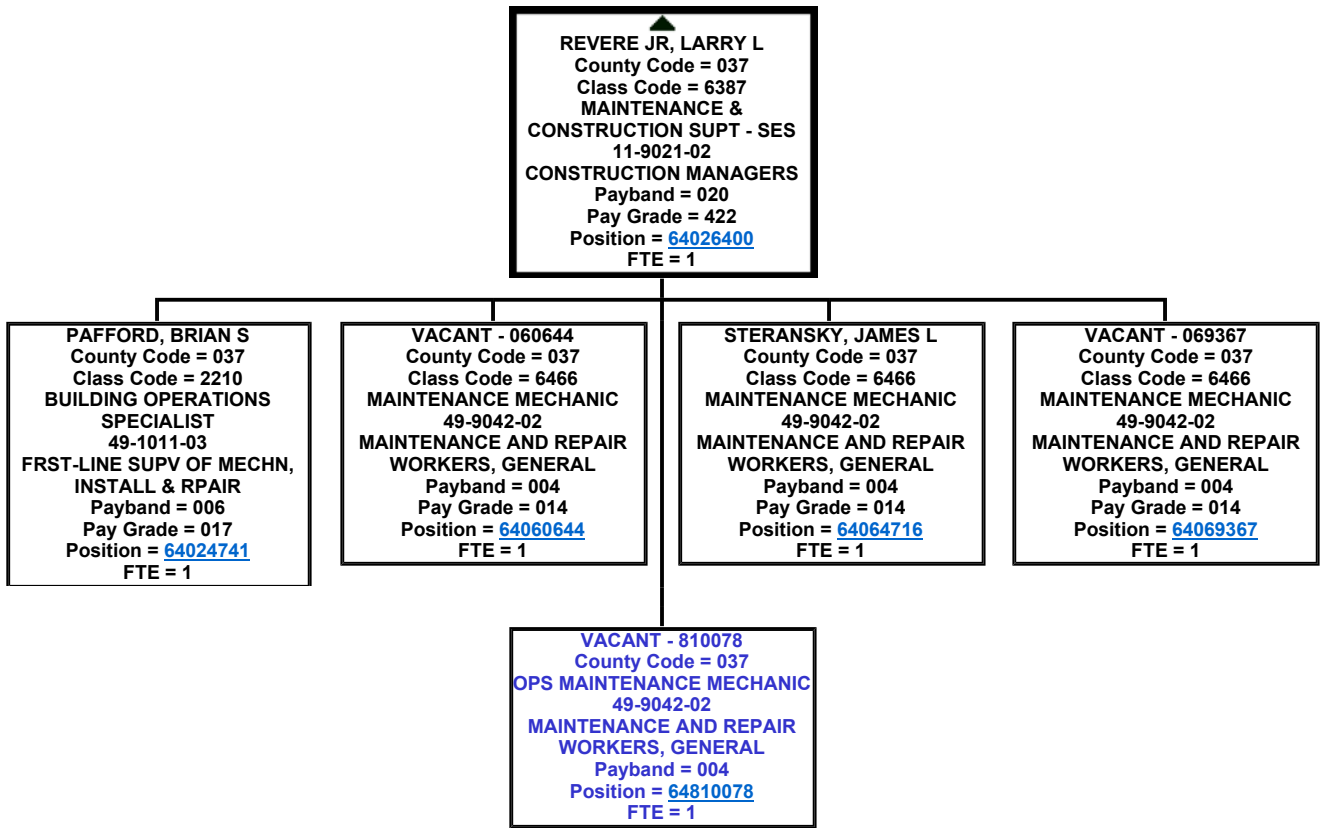 REVERE JR, LARRY L
County Code = 037
Class Code = 6387
MAINTENANCE &
CONSTRUCTION SUPT - SES
11-9021-02
CONSTRUCTION MANAGERS
Payband = 020
Pay Grade = 422
Position = 64026400
FTE = 1
PAFFORD, BRIAN S
County Code = 037
Class Code = 2210
BUILDING OPERATIONS
SPECIALIST
49-1011-03
FRST-LINE SUPV OF MECHN,
INSTALL & RPAIR
Payband = 006
Pay Grade = 017
Position = 64024741
FTE = 1
VACANT - 060644
County Code = 037
Class Code = 6466
MAINTENANCE MECHANIC
49-9042-02
MAINTENANCE AND REPAIR
WORKERS, GENERAL
Payband = 004
Pay Grade = 014
Position = 64060644
FTE = 1
STERANSKY, JAMES L
County Code = 037
Class Code = 6466
MAINTENANCE MECHANIC
49-9042-02
MAINTENANCE AND REPAIR
WORKERS, GENERAL
Payband = 004
Pay Grade = 014
Position = 64064716
FTE = 1
VACANT - 069367
County Code = 037
Class Code = 6466
MAINTENANCE MECHANIC
49-9042-02
MAINTENANCE AND REPAIR
WORKERS, GENERAL
Payband = 004
Pay Grade = 014
Position = 64069367
FTE = 1
VACANT - 810078
County Code = 037
OPS MAINTENANCE MECHANIC
49-9042-02
MAINTENANCE AND REPAIR
WORKERS, GENERAL
Payband = 004
Position = 64810078
FTE = 1